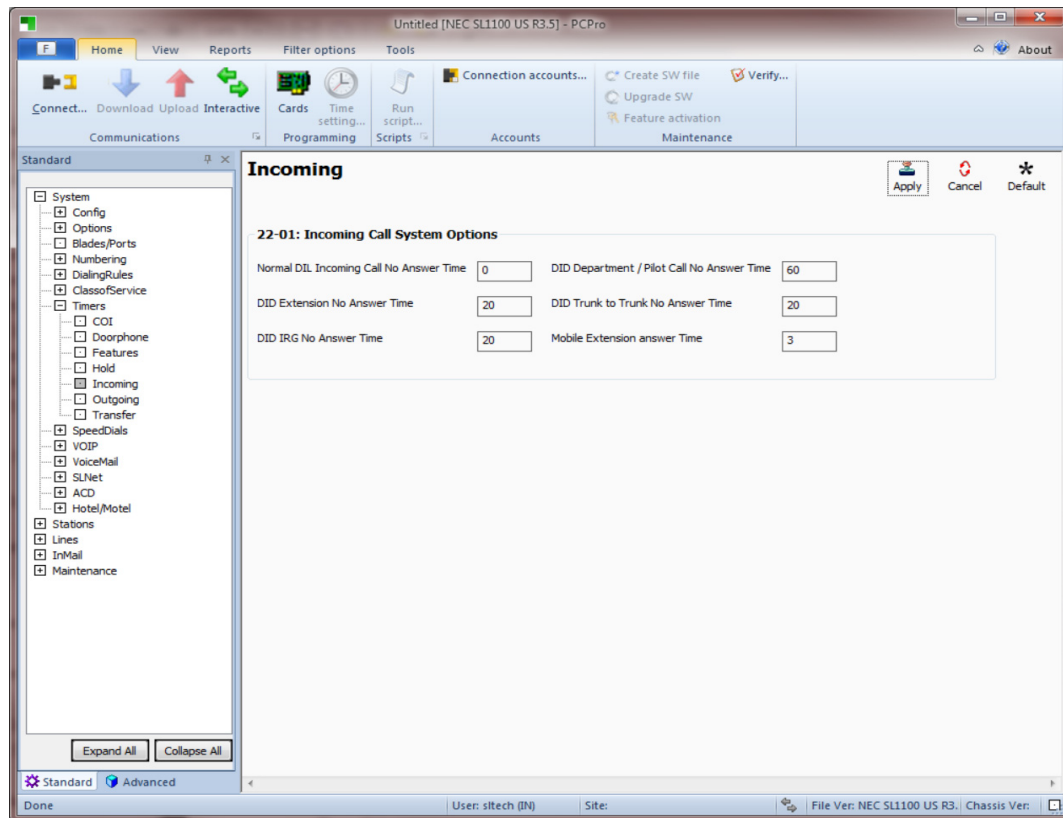 Untitled [NEC SL1100 US R3.5] - PCPro
F Home View Reports Filter options Tools About
Connect... Download Upload Interactive Cards Time setting... Run script... Connection accounts... C* Create SW file Verify...
Upgrade SW
Feature activation
Communications Programming Scripts Accounts Maintenance
Standard
Incoming
Apply Cancel Default
System
Config
Options
Blades/Ports
Numbering
DialingRules
ClassofService
Timers
COI
Doorphone
Features
Hold
Incoming
Outgoing
Transfer
SpeedDials
VOIP
VoiceMail
SLNet
ACD
Hotel/Motel
Stations
Lines
InMail
Maintenance
22-01: Incoming Call System Options
Normal DIL Incoming Call No Answer Time 0 DID Department / Pilot Call No Answer Time 60
DID Extension No Answer Time 20 DID Trunk to Trunk No Answer Time 20
DID IRG No Answer Time 20 Mobile Extension answer Time 3
Expand All Collapse All
Standard Advanced
Done User: sltech (IN) Site: File Ver: NEC SL1100 US R3. Chassis Ver: